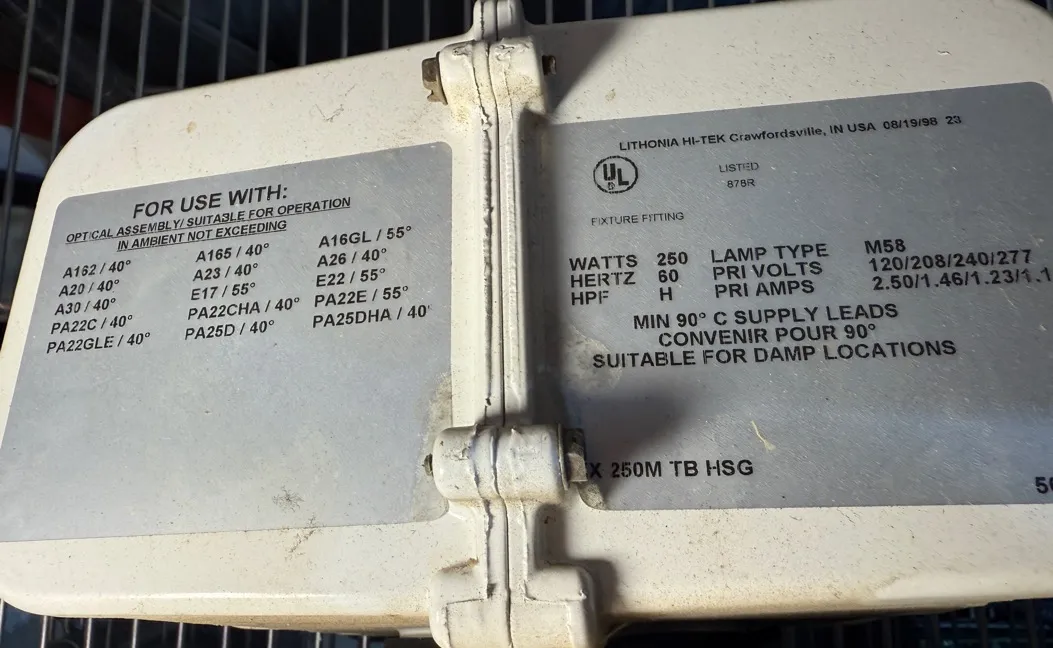 FOR USE WITH:
OPTICAL ASSEMBLY/ SUITABLE FOR OPERATION
IN AMBIENT NOT EXCEEDING
A162 / 40° A165 / 40° A16GL / 55°
A20 / 40° A23 / 40° A26 / 40°
A30 / 40° E17 / 55° E22 / 55°
PA22C / 40° PA22CHA / 40° PA22E / 55°
PA22GLE / 40° PA25D / 40° PA25DHA / 40°
LITHONIA HI-TEK Crawfordsville, IN USA 08/19/98 23
UL
LISTED
878R
FIXTURE FITTING
WATTS 250 LAMP TYPE M58
HERTZ 60 PRI VOLTS 120/208/240/277
HPF H PRI AMPS 2.50/1.46/1.23/1.1
MIN 90° C SUPPLY LEADS
CONVENIR POUR 90°
SUITABLE FOR DAMP LOCATIONS
X 250M TB HSG